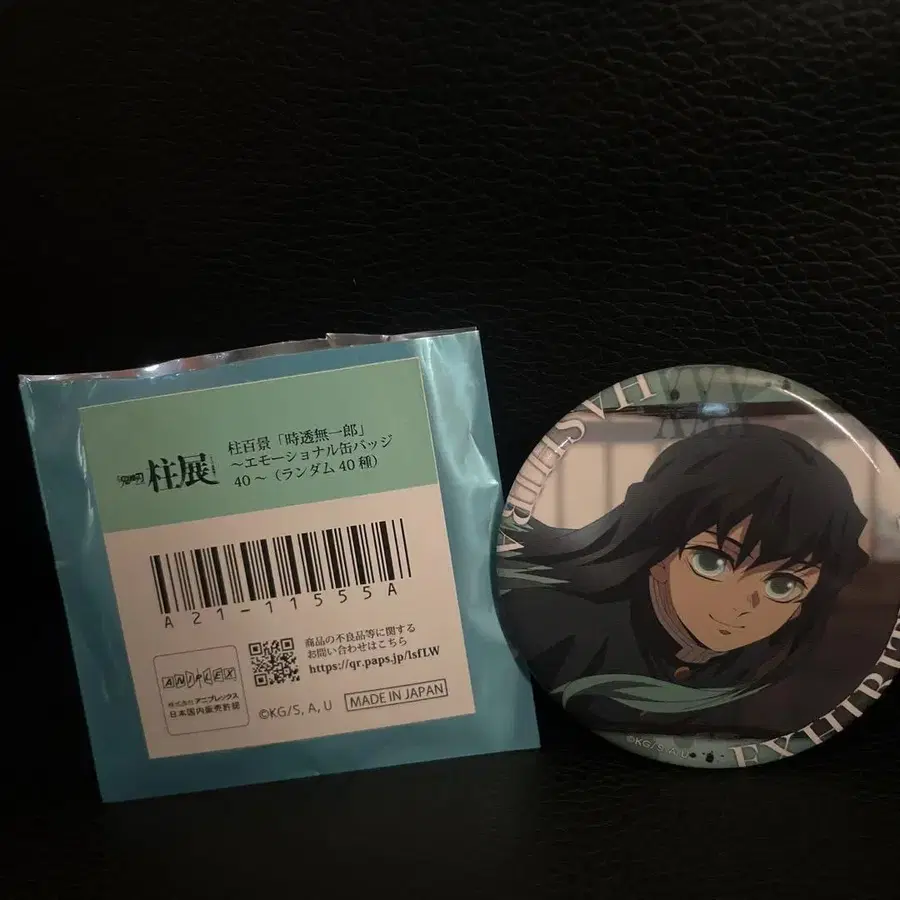 柱展
柱百景「時透無一郎」
～エモーショナル缶バッジ
40～（ランダム40種）
A21-11555A
ANIPLEX
株式会社アニプレックス
日本国内販売許諾
商品の不良品等に関する
お問い合わせはこちら
https://qr.paps.jp/lsfLW
©KG/S, A, U
MADE IN JAPAN
HASHIRA
EXHIBIT
©KG/S, A, U